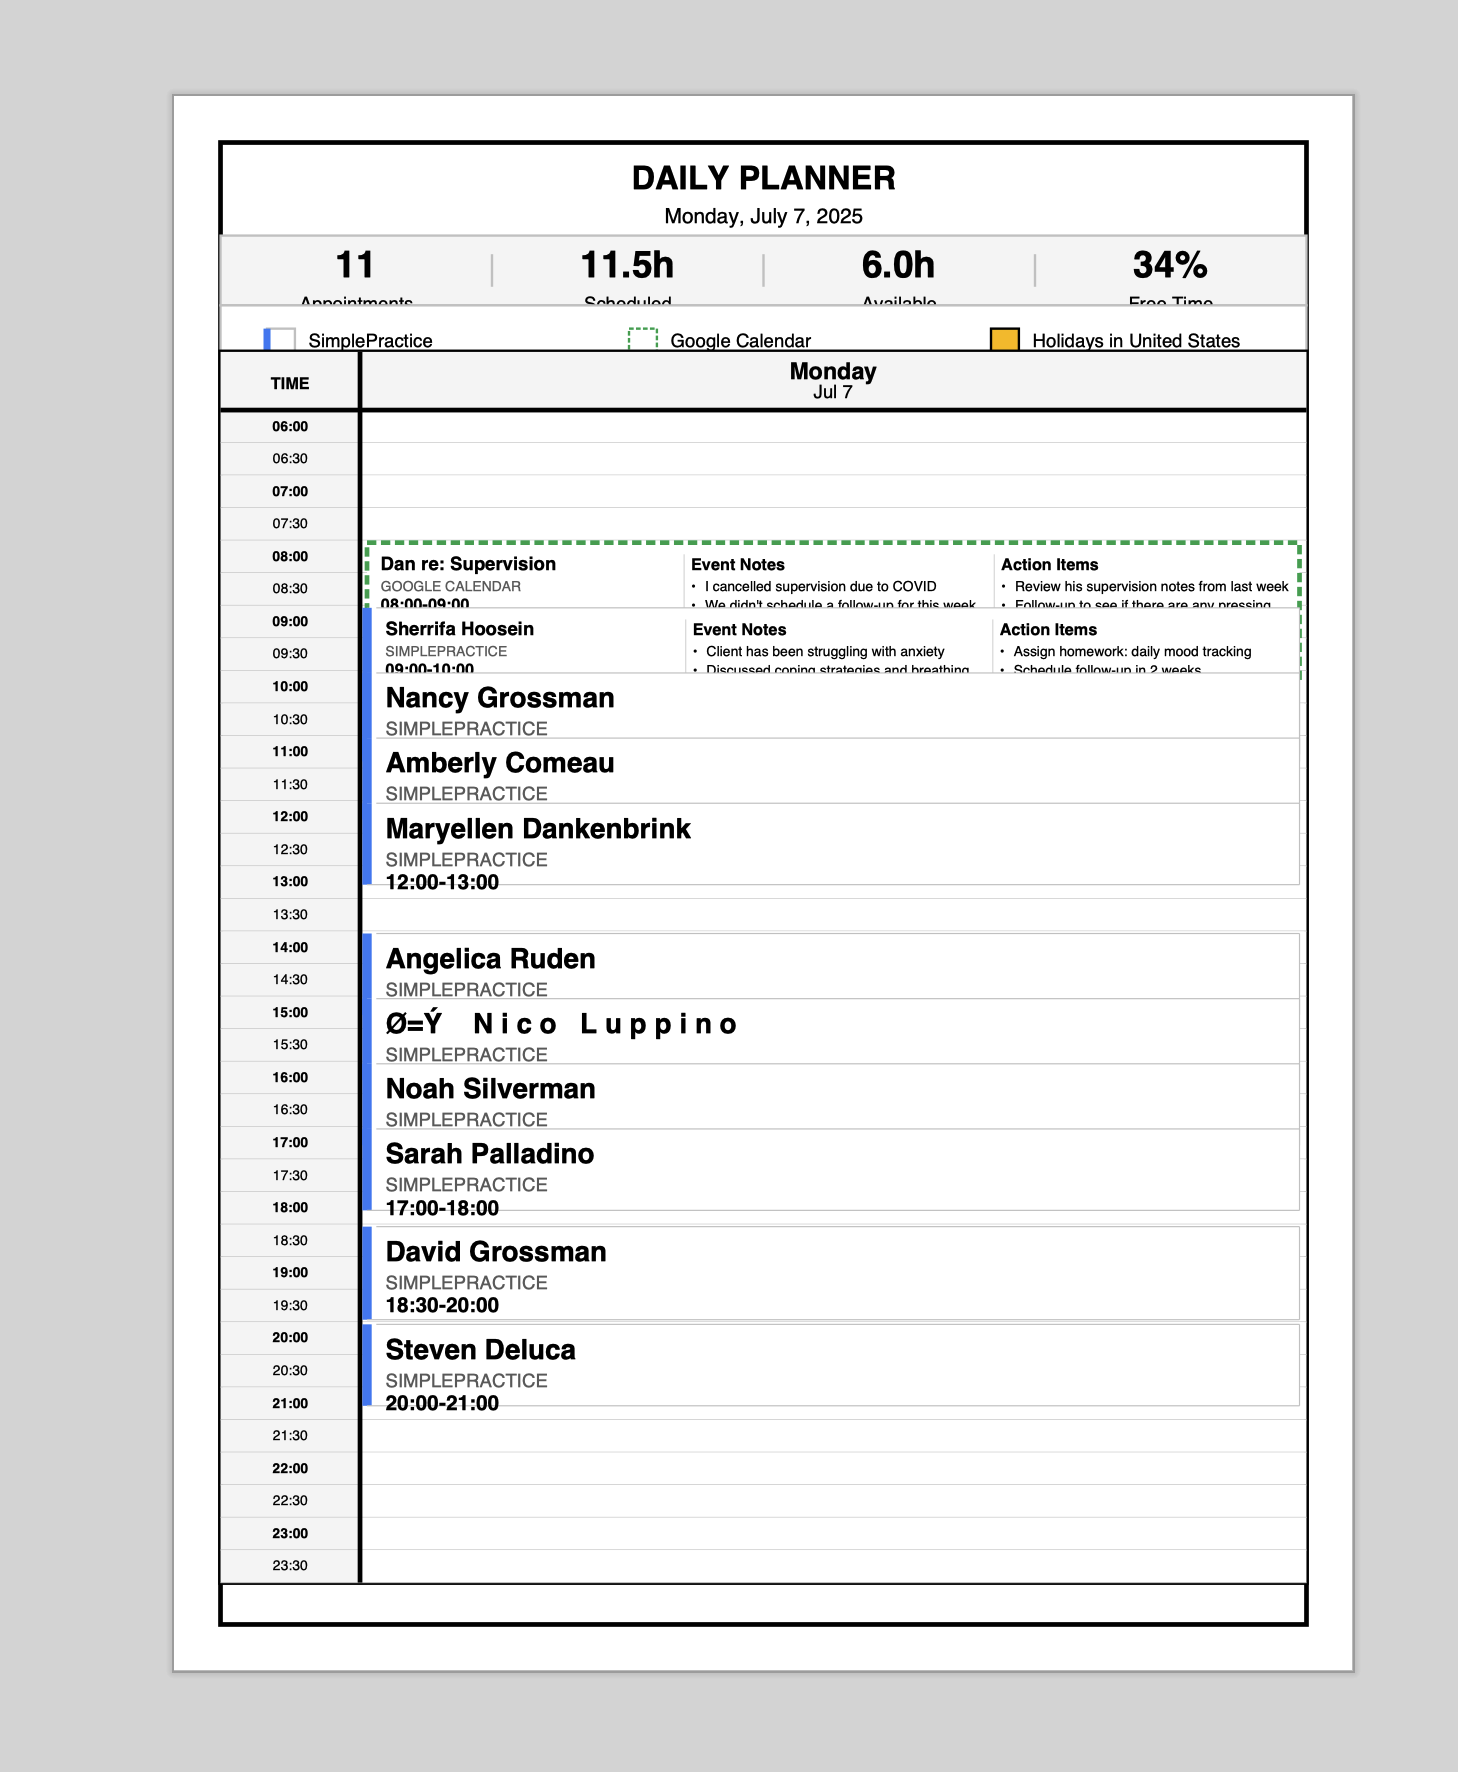 DAILY PLANNER
Monday, July 7, 2025
11 11.5h 6.0h 34%
Appointments Scheduled Available Free Time
SimplePractice Google Calendar Holidays in United States
TIME
Monday
Jul 7
06:00
06:30
07:00
07:30
08:00
08:30
09:00
09:30
10:00
10:30
11:00
11:30
12:00
12:30
13:00
13:30
14:00
14:30
15:00
15:30
16:00
16:30
17:00
17:30
18:00
18:30
19:00
19:30
20:00
20:30
21:00
21:30
22:00
22:30
23:00
23:30
Dan re: Supervision
GOOGLE CALENDAR
08:00-09:00
Event Notes
• I cancelled supervision due to COVID
• We didn't schedule a follow-up for this week
Action Items
• Review his supervision notes from last week
• Follow-up to see if there are any pressing
Sherrifa Hoosein
SIMPLEPRACTICE
09:00-10:00
Event Notes
• Client has been struggling with anxiety
• Discussed coping strategies and breathing
Action Items
• Assign homework: daily mood tracking
• Schedule follow-up in 2 weeks
Nancy Grossman
SIMPLEPRACTICE
Amberly Comeau
SIMPLEPRACTICE
Maryellen Dankenbrink
SIMPLEPRACTICE
12:00-13:00
Angelica Ruden
SIMPLEPRACTICE
Ø=Ý Nico Luppino
SIMPLEPRACTICE
Noah Silverman
SIMPLEPRACTICE
Sarah Palladino
SIMPLEPRACTICE
17:00-18:00
David Grossman
SIMPLEPRACTICE
18:30-20:00
Steven Deluca
SIMPLEPRACTICE
20:00-21:00